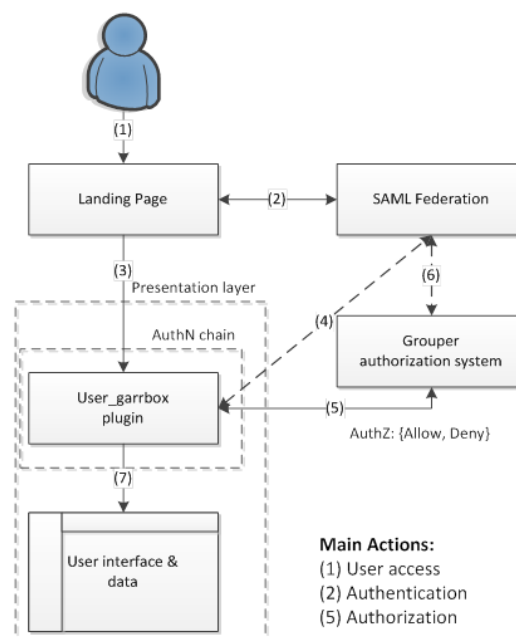 (1)
Landing Page
(2)
SAML Federation
(3)
Presentation layer
(6)
(4)
AuthN chain
Grouper
authorization system
User_garrbox
plugin
(5)
AuthZ: {Allow, Deny}
(7)
User interface &
data
Main Actions:
(1) User access
(2) Authentication
(5) Authorization